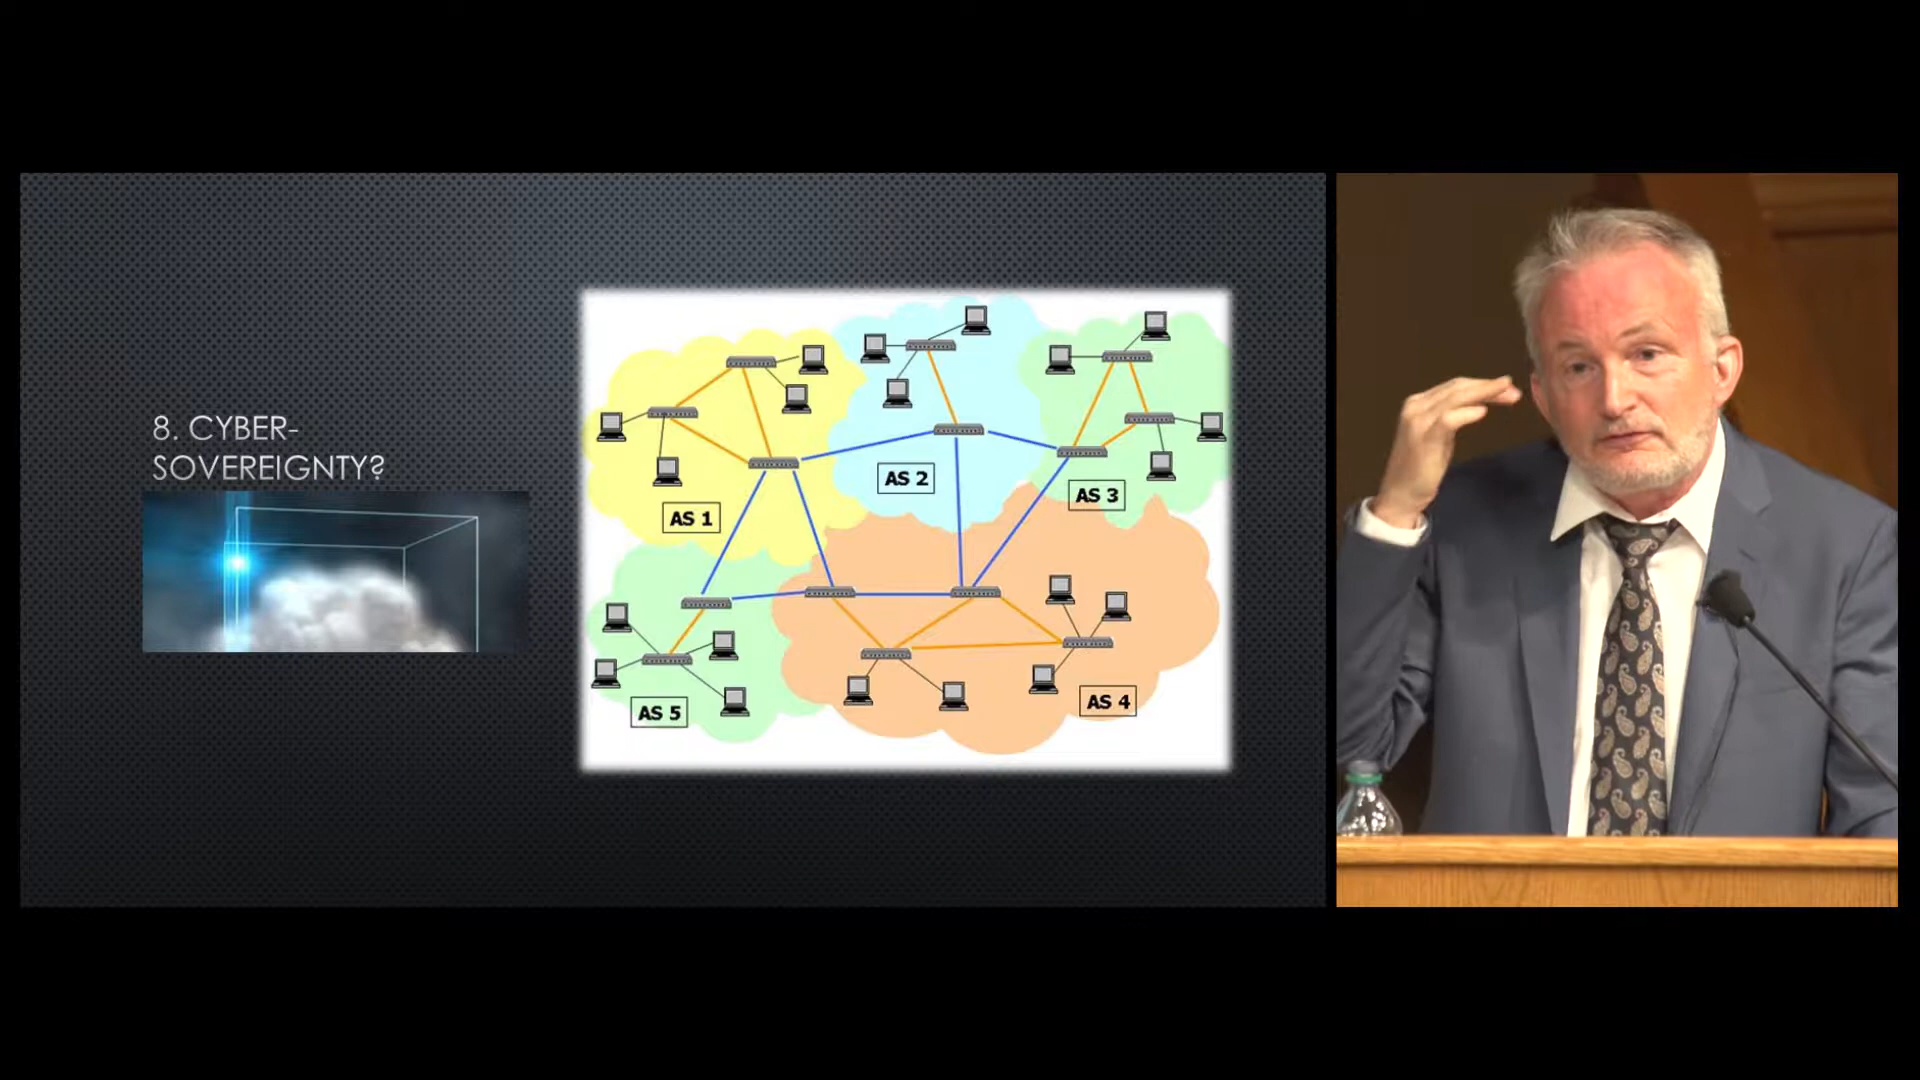 8. CYBER-
SOVEREIGNTY?
AS 1
AS 2
AS 3
AS 4
AS 5